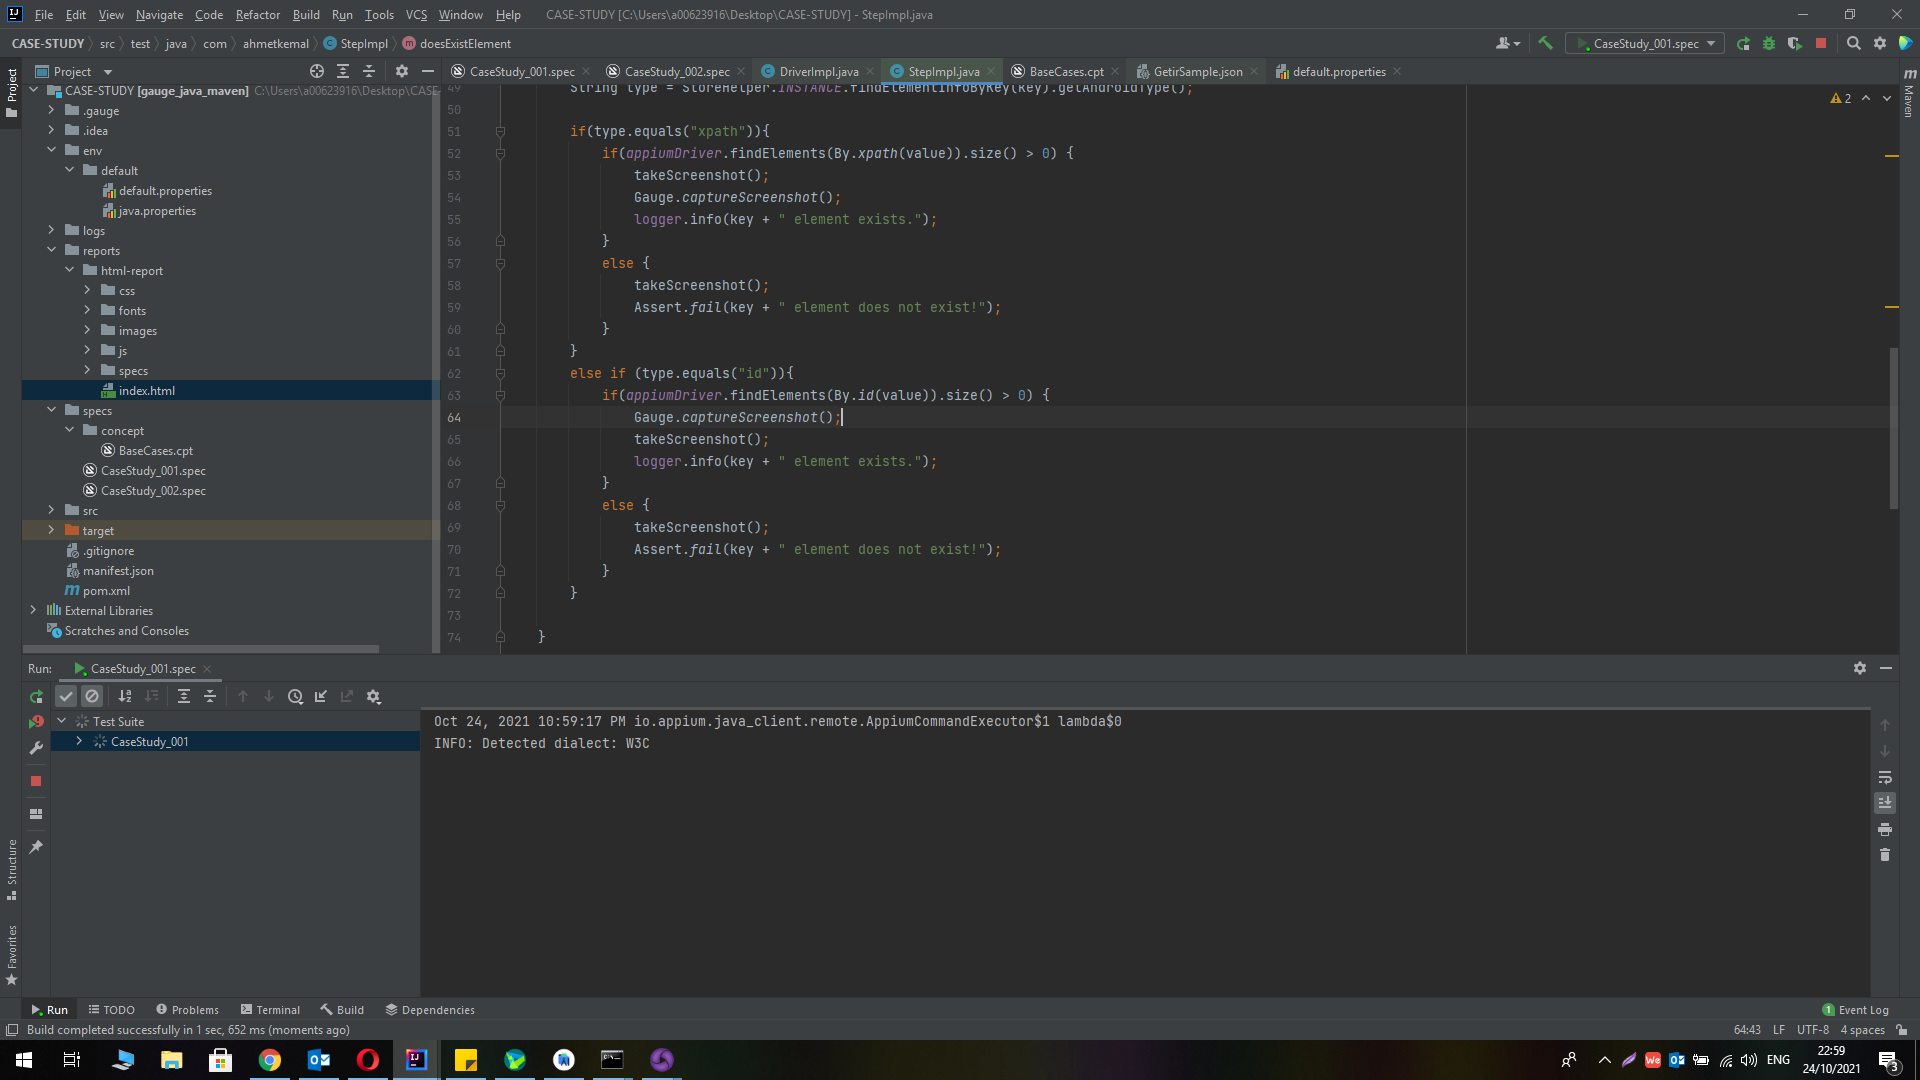 File Edit View Navigate Code Refactor Build Run Tools VCS Window Help CASE-STUDY [C:\Users\a00623916\Desktop\CASE-STUDY] - StepImpl.java
CASE-STUDY src test java com ahmetkemal StepImpl doesExistElement
CaseStudy_001.spec
Project
CaseStudy_001.spec CaseStudy_002.spec DriverImpl.java StepImpl.java BaseCases.cpt GetirSample.json default.properties
Project
Maven
CASE-STUDY [gauge_java_maven] C:\Users\a00623916\Desktop\CASE-
.gauge
.idea
env
default
default.properties
java.properties
logs
reports
html-report
css
fonts
images
js
specs
index.html
specs
concept
BaseCases.cpt
CaseStudy_001.spec
CaseStudy_002.spec
src
target
.gitignore
manifest.json
pom.xml
External Libraries
Scratches and Consoles
2
49 String type = StoreHelper.INSTANCE.findElementInfoByKey(key).getAndroidType();
50
51 if(type.equals("xpath")){
52 if(appiumDriver.findElements(By.xpath(value)).size() > 0) {
53 takeScreenshot();
54 Gauge.captureScreenshot();
55 logger.info(key + " element exists.");
56 }
57 else {
58 takeScreenshot();
59 Assert.fail(key + " element does not exist!");
60 }
61 }
62 else if (type.equals("id")){
63 if(appiumDriver.findElements(By.id(value)).size() > 0) {
64 Gauge.captureScreenshot();
65 takeScreenshot();
66 logger.info(key + " element exists.");
67 }
68 else {
69 takeScreenshot();
70 Assert.fail(key + " element does not exist!");
71 }
72 }
73
74 }
Run: CaseStudy_001.spec
Test Suite
CaseStudy_001
Oct 24, 2021 10:59:17 PM io.appium.java_client.remote.AppiumCommandExecutor$1 lambda$0
INFO: Detected dialect: W3C
Structure
Favorites
Run TODO Problems Terminal Build Dependencies 1 Event Log
Build completed successfully in 1 sec, 652 ms (moments ago) 64:43 LF UTF-8 4 spaces
We ENG 22:59
24/10/2021 3